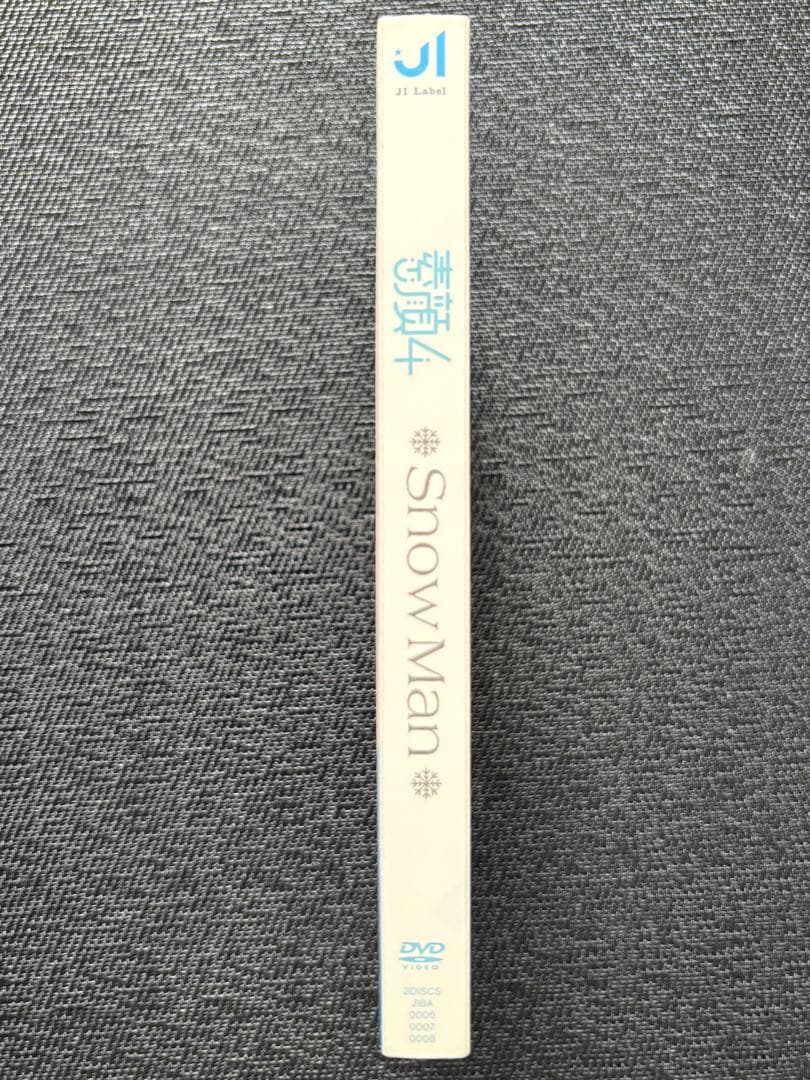 JI
JI Label
素顔4
Snow Man
DVD
VIDEO
3DISCS
JIBA
0006
0007
0008